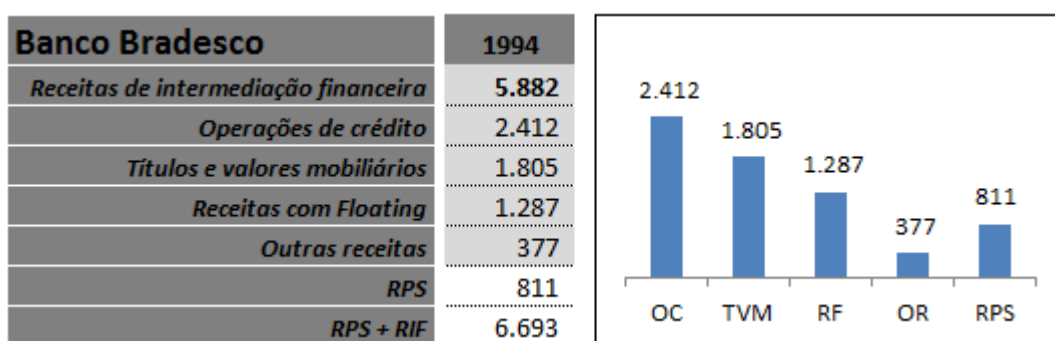 Banco Bradesco 1994
Receitas de intermediação financeira 5.882
Operações de crédito 2.412
Títulos e valores mobiliários 1.805
Receitas com Floating 1.287
Outras receitas 377
RPS 811
RPS + RIF 6.693
2.412
1.805
1.287
377
811
OC TVM RF OR RPS